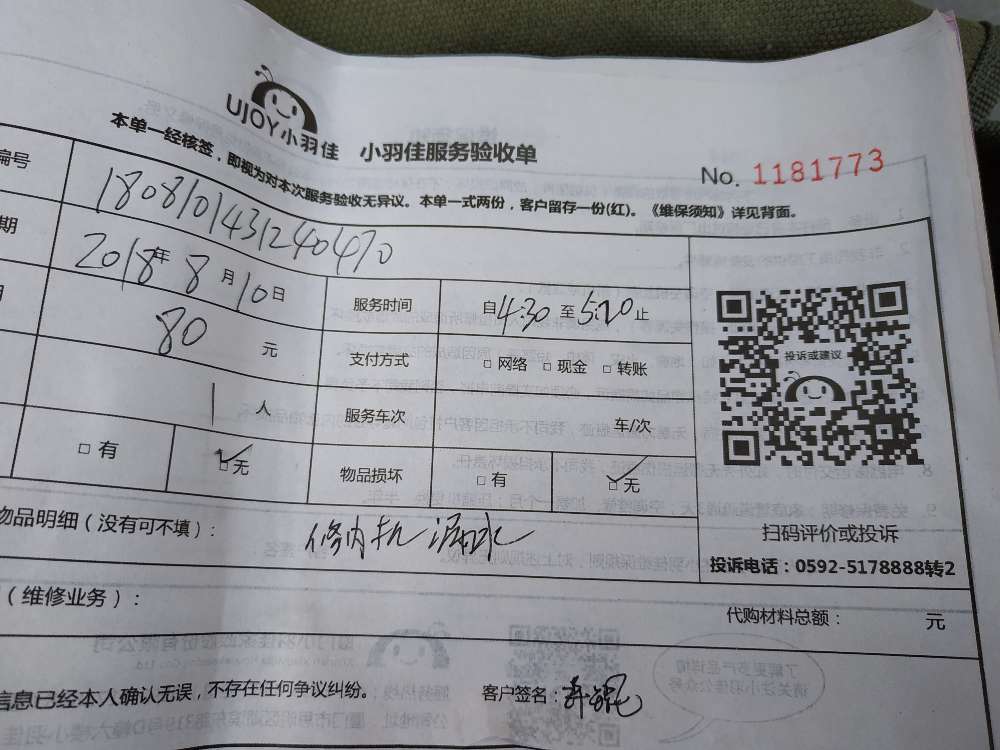 UJOY小羽佳 小羽佳服务验收单
No. 1181773
本单一经核签，即视为对本次服务验收无异议。本单一式两份，客户留存一份(红)。《维保须知》详见背面。
编号 180810143124040470
期 2018年8月10日 服务时间 自4:30至5:20止
80元 支付方式 □网络 □现金 □转账
1人 服务车次 车/次
□有 ☑无 物品损坏 □有 ☑无
投诉或建议
扫码评价或投诉
投诉电话：0592-5178888转2
物品明细（没有可不填）： 修内机漏水
（维修业务）：
代购材料总额： 元
信息已经本人确认无误，不存在任何争议纠纷。 客户签名：